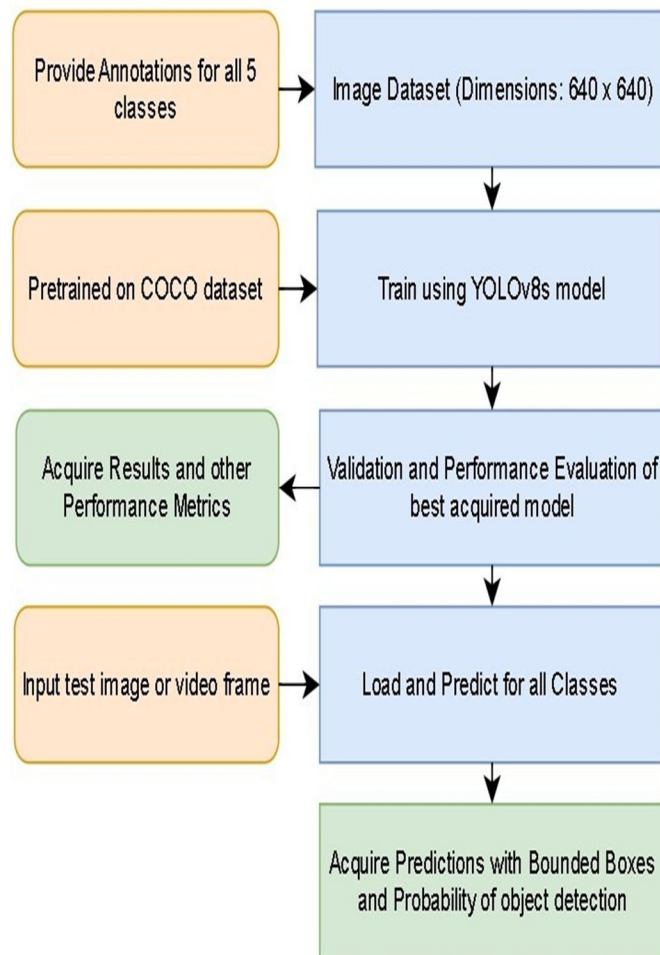 Provide Annotations for all 5
classes
Image Dataset (Dimensions: 640 x 640)
Pretrained on COCO dataset
Train using YOLOv8s model
Acquire Results and other
Performance Metrics
Validation and Performance Evaluation of
best acquired model
Input test image or video frame
Load and Predict for all Classes
Acquire Predictions with Bounded Boxes
and Probability of object detection